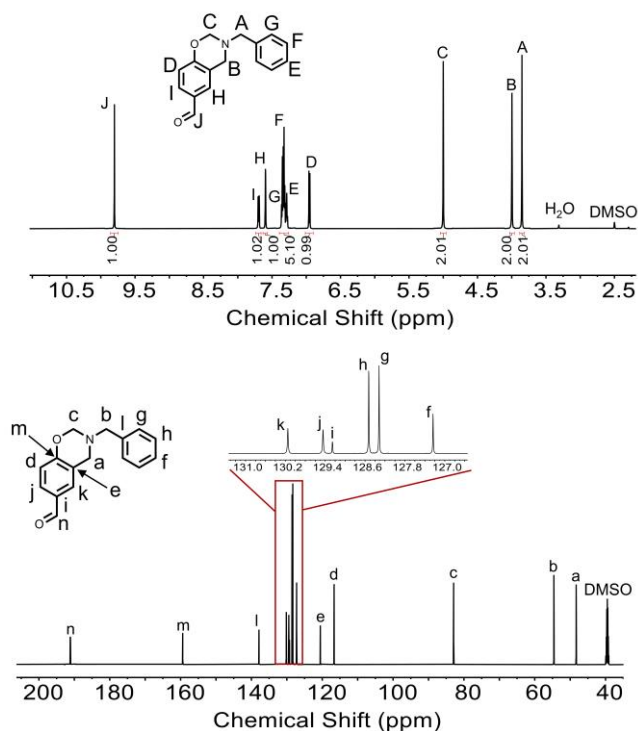 C A G
O N F
D B E
I H
O J
J
I
H
G
F
E
D
C
B
A
H₂O
DMSO
1.00
1.02
1.00
5.10
0.99
2.01
2.00
2.01
10.5 9.5 8.5 7.5 6.5 5.5 4.5 3.5 2.5
Chemical Shift (ppm)
c b l g
m O N h
d a f
j k e
i
O n
k
j
i
h
g
f
131.0 130.2 129.4 128.6 127.8 127.0
n
m
l
e
d
c
b
a
DMSO
200 180 160 140 120 100 80 60 40
Chemical Shift (ppm)